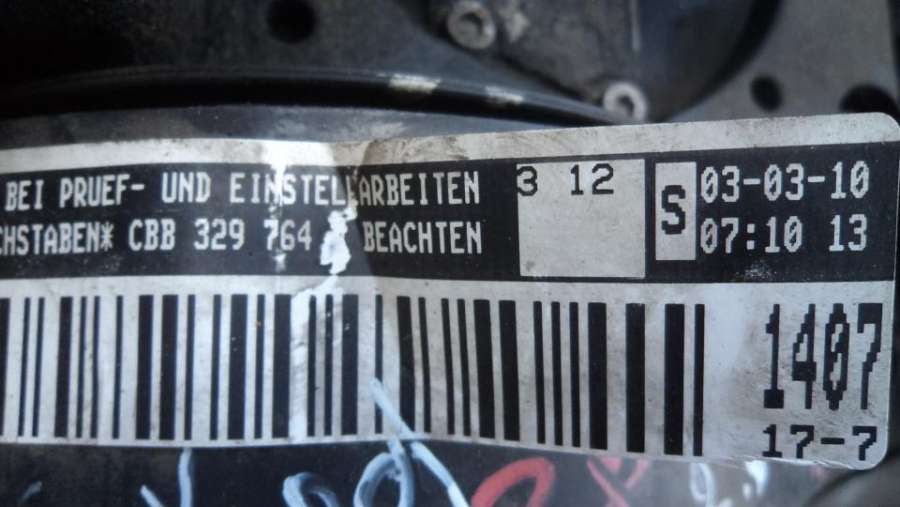 BEI PRUEF- UND EINSTELLARBEITEN 3 12 S 03-03-10
CHSTABEN* CBB 329 764 BEACHTEN 07:10 13
1407
17-7